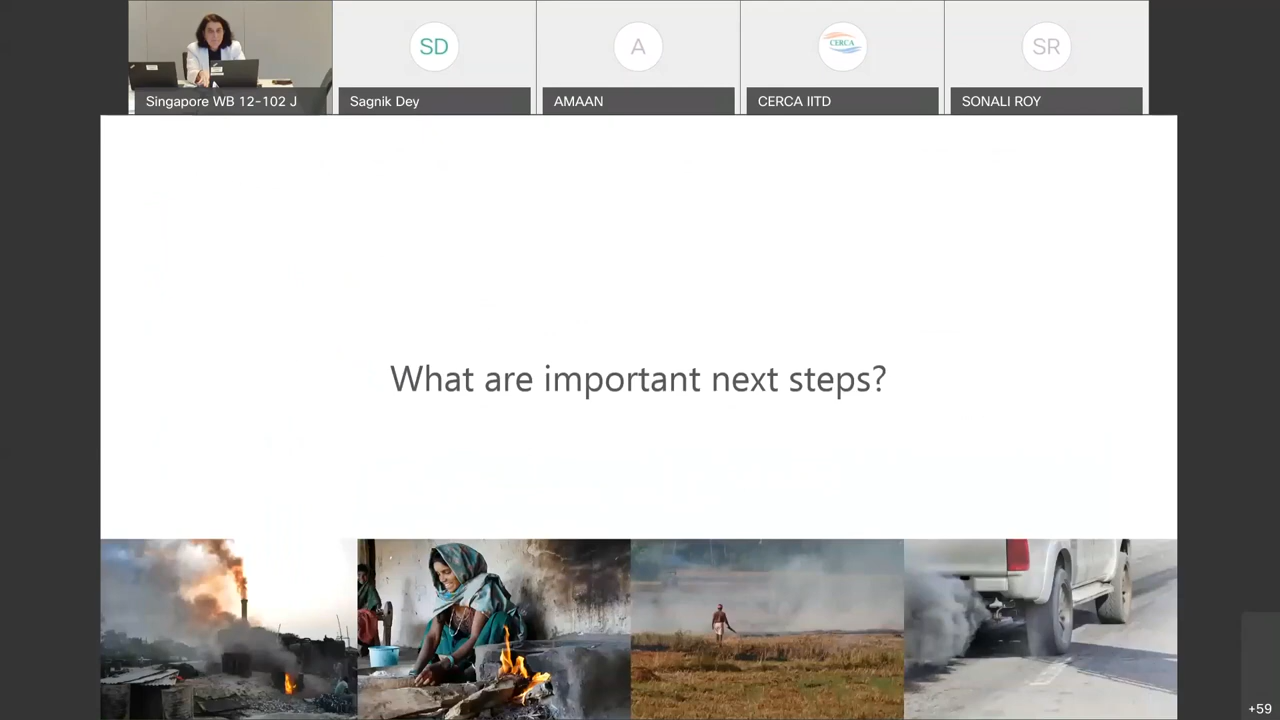 SD
A
CERCA
SR
Singapore WB 12-102 J
Sagnik Dey
AMAAN
CERCA IITD
SONALI ROY
What are important next steps?
+59